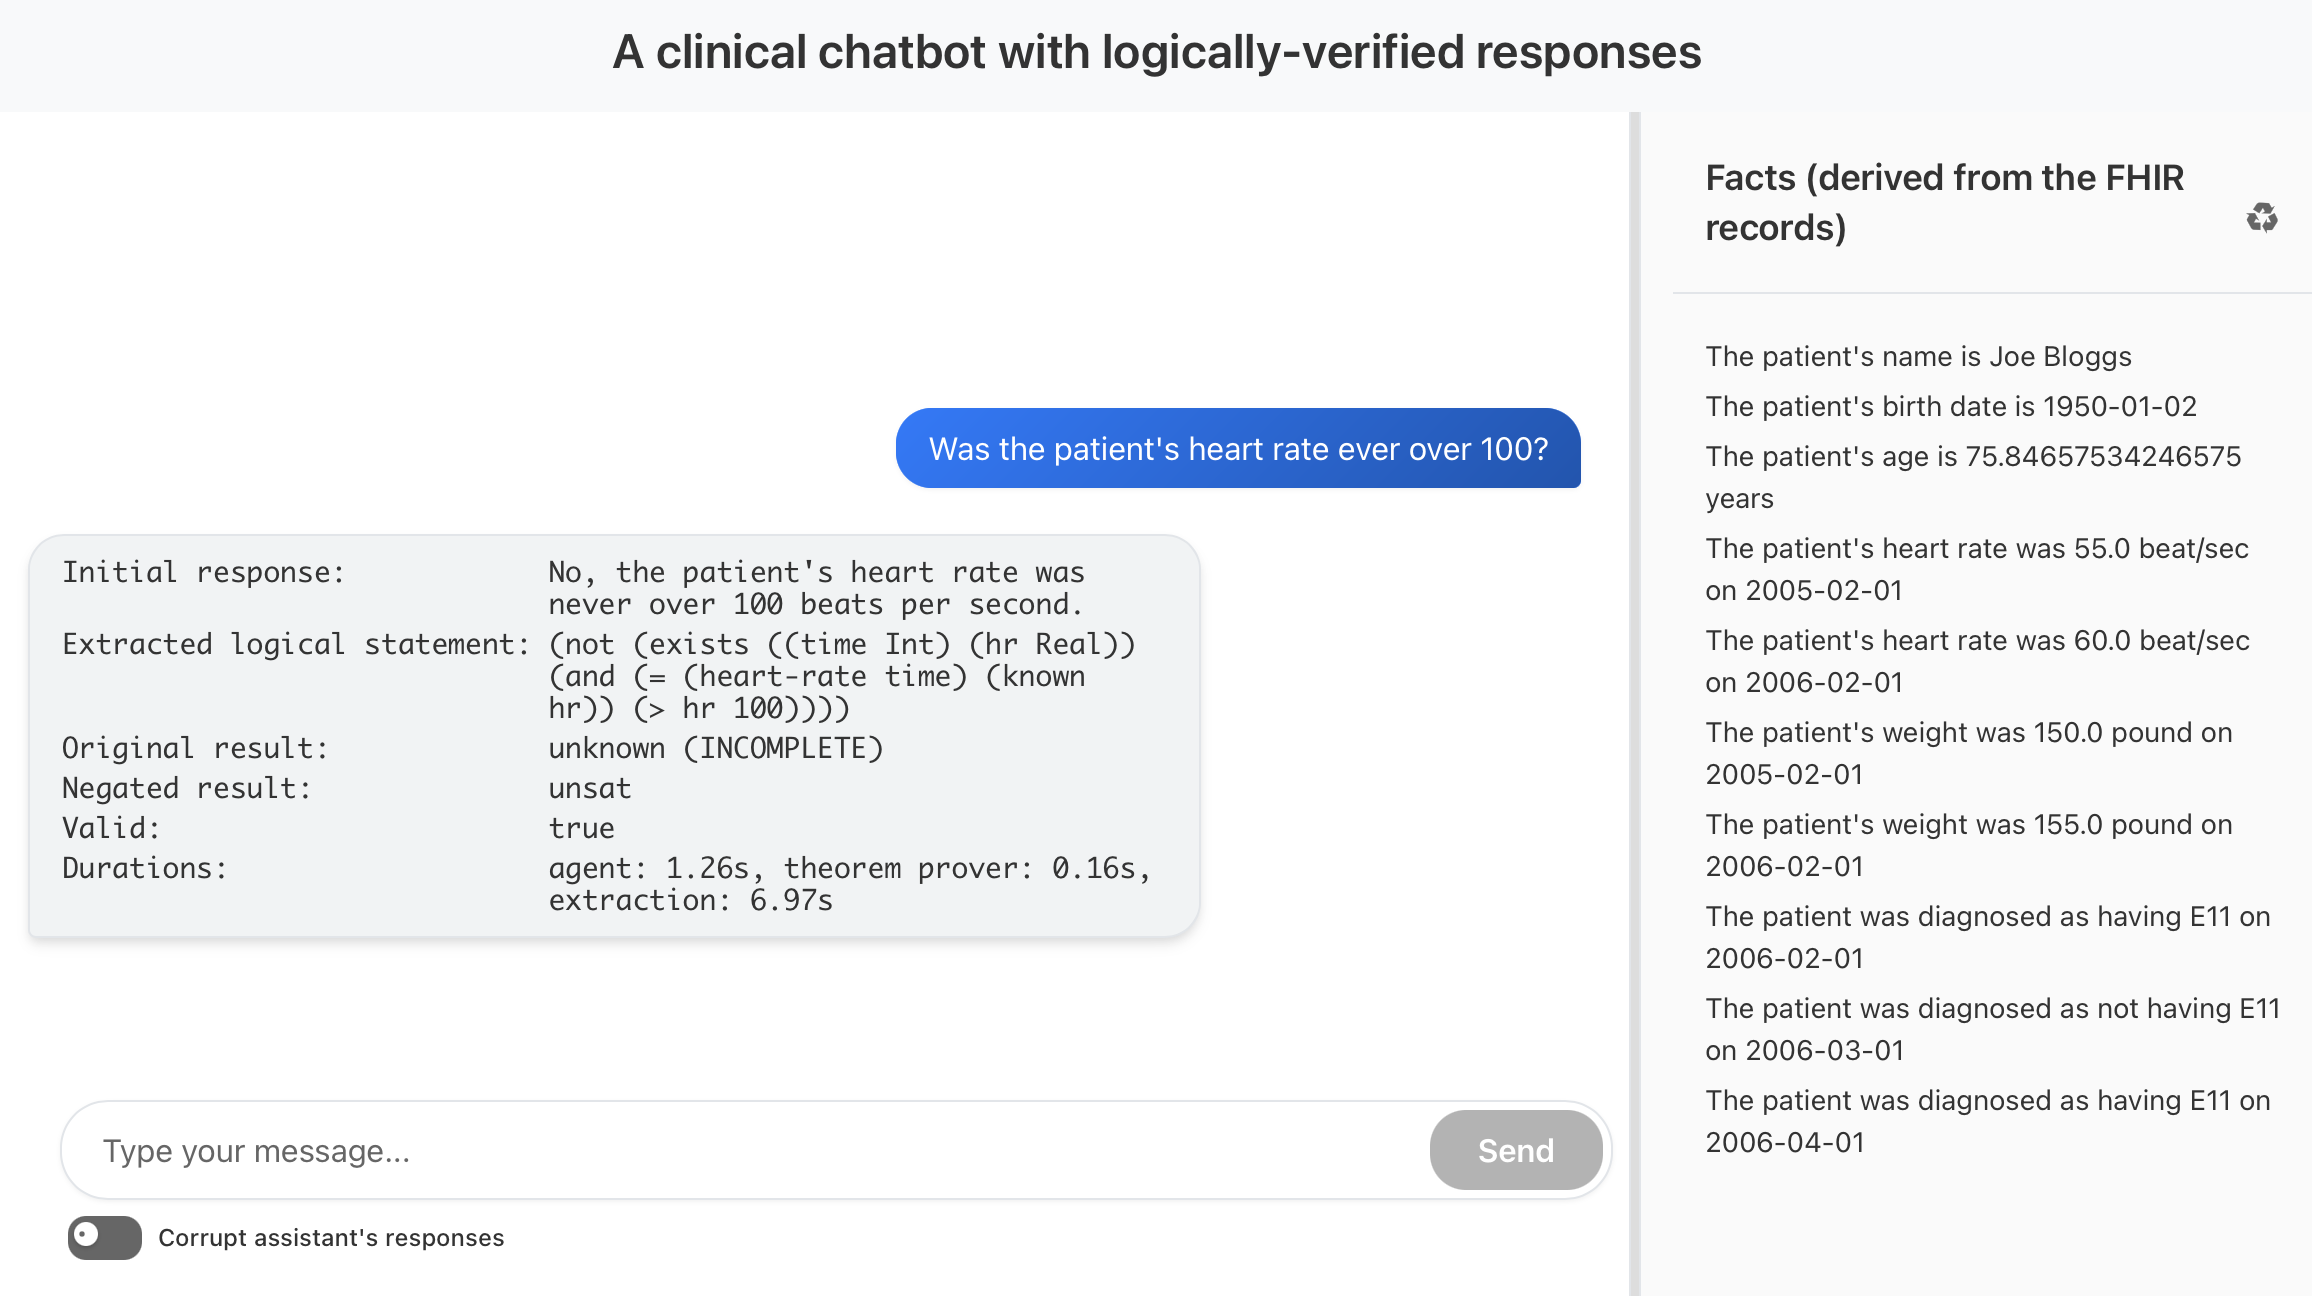 A clinical chatbot with logically-verified responses
Was the patient's heart rate ever over 100?
Initial response: No, the patient's heart rate was
never over 100 beats per second.
Extracted logical statement: (not (exists ((time Int) (hr Real))
(and (= (heart-rate time) (known
hr)) (> hr 100))))
Original result: unknown (INCOMPLETE)
Negated result: unsat
Valid: true
Durations: agent: 1.26s, theorem prover: 0.16s,
extraction: 6.97s
Type your message...
Send
Corrupt assistant's responses
Facts (derived from the FHIR
records)
The patient's name is Joe Bloggs
The patient's birth date is 1950-01-02
The patient's age is 75.84657534246575
years
The patient's heart rate was 55.0 beat/sec
on 2005-02-01
The patient's heart rate was 60.0 beat/sec
on 2006-02-01
The patient's weight was 150.0 pound on
2005-02-01
The patient's weight was 155.0 pound on
2006-02-01
The patient was diagnosed as having E11 on
2006-02-01
The patient was diagnosed as not having E11
on 2006-03-01
The patient was diagnosed as having E11 on
2006-04-01